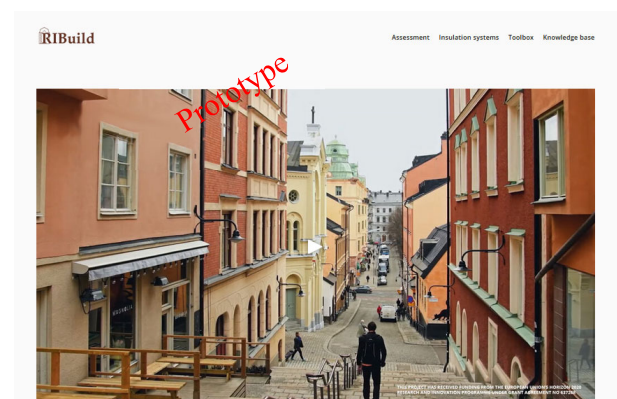 RIBuild
Assessment Insulation systems Toolbox Knowledge base
Prototype
THIS PROJECT HAS RECEIVED FUNDING FROM THE EUROPEAN UNION'S HORIZON 2020
RESEARCH AND INNOVATION PROGRAMME UNDER GRANT AGREEMENT NO 637268